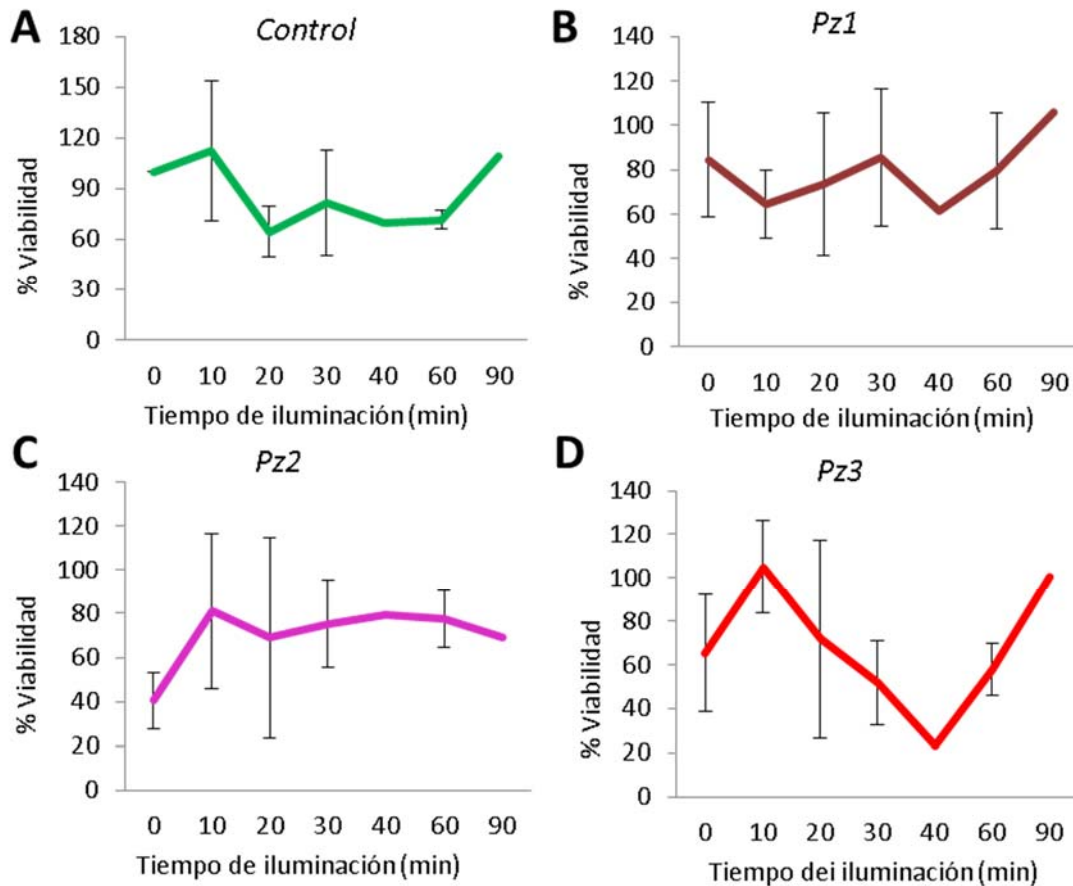 A
Control
% Viabilidad
180
150
120
90
60
30
0
0 10 20 30 40 60 90
Tiempo de iluminación (min)
B
Pz1
% Viabilidad
140
120
100
80
60
40
20
0
0 10 20 30 40 60 90
Tiempo de iluminación (min)
C
Pz2
% Viabilidad
140
120
100
80
60
40
20
0
0 10 20 30 40 60 90
Tiempo de iluminación (min)
D
Pz3
% Viabilidad
140
120
100
80
60
40
20
0
0 10 20 30 40 60 90
Tiempo dei iluminación (min)